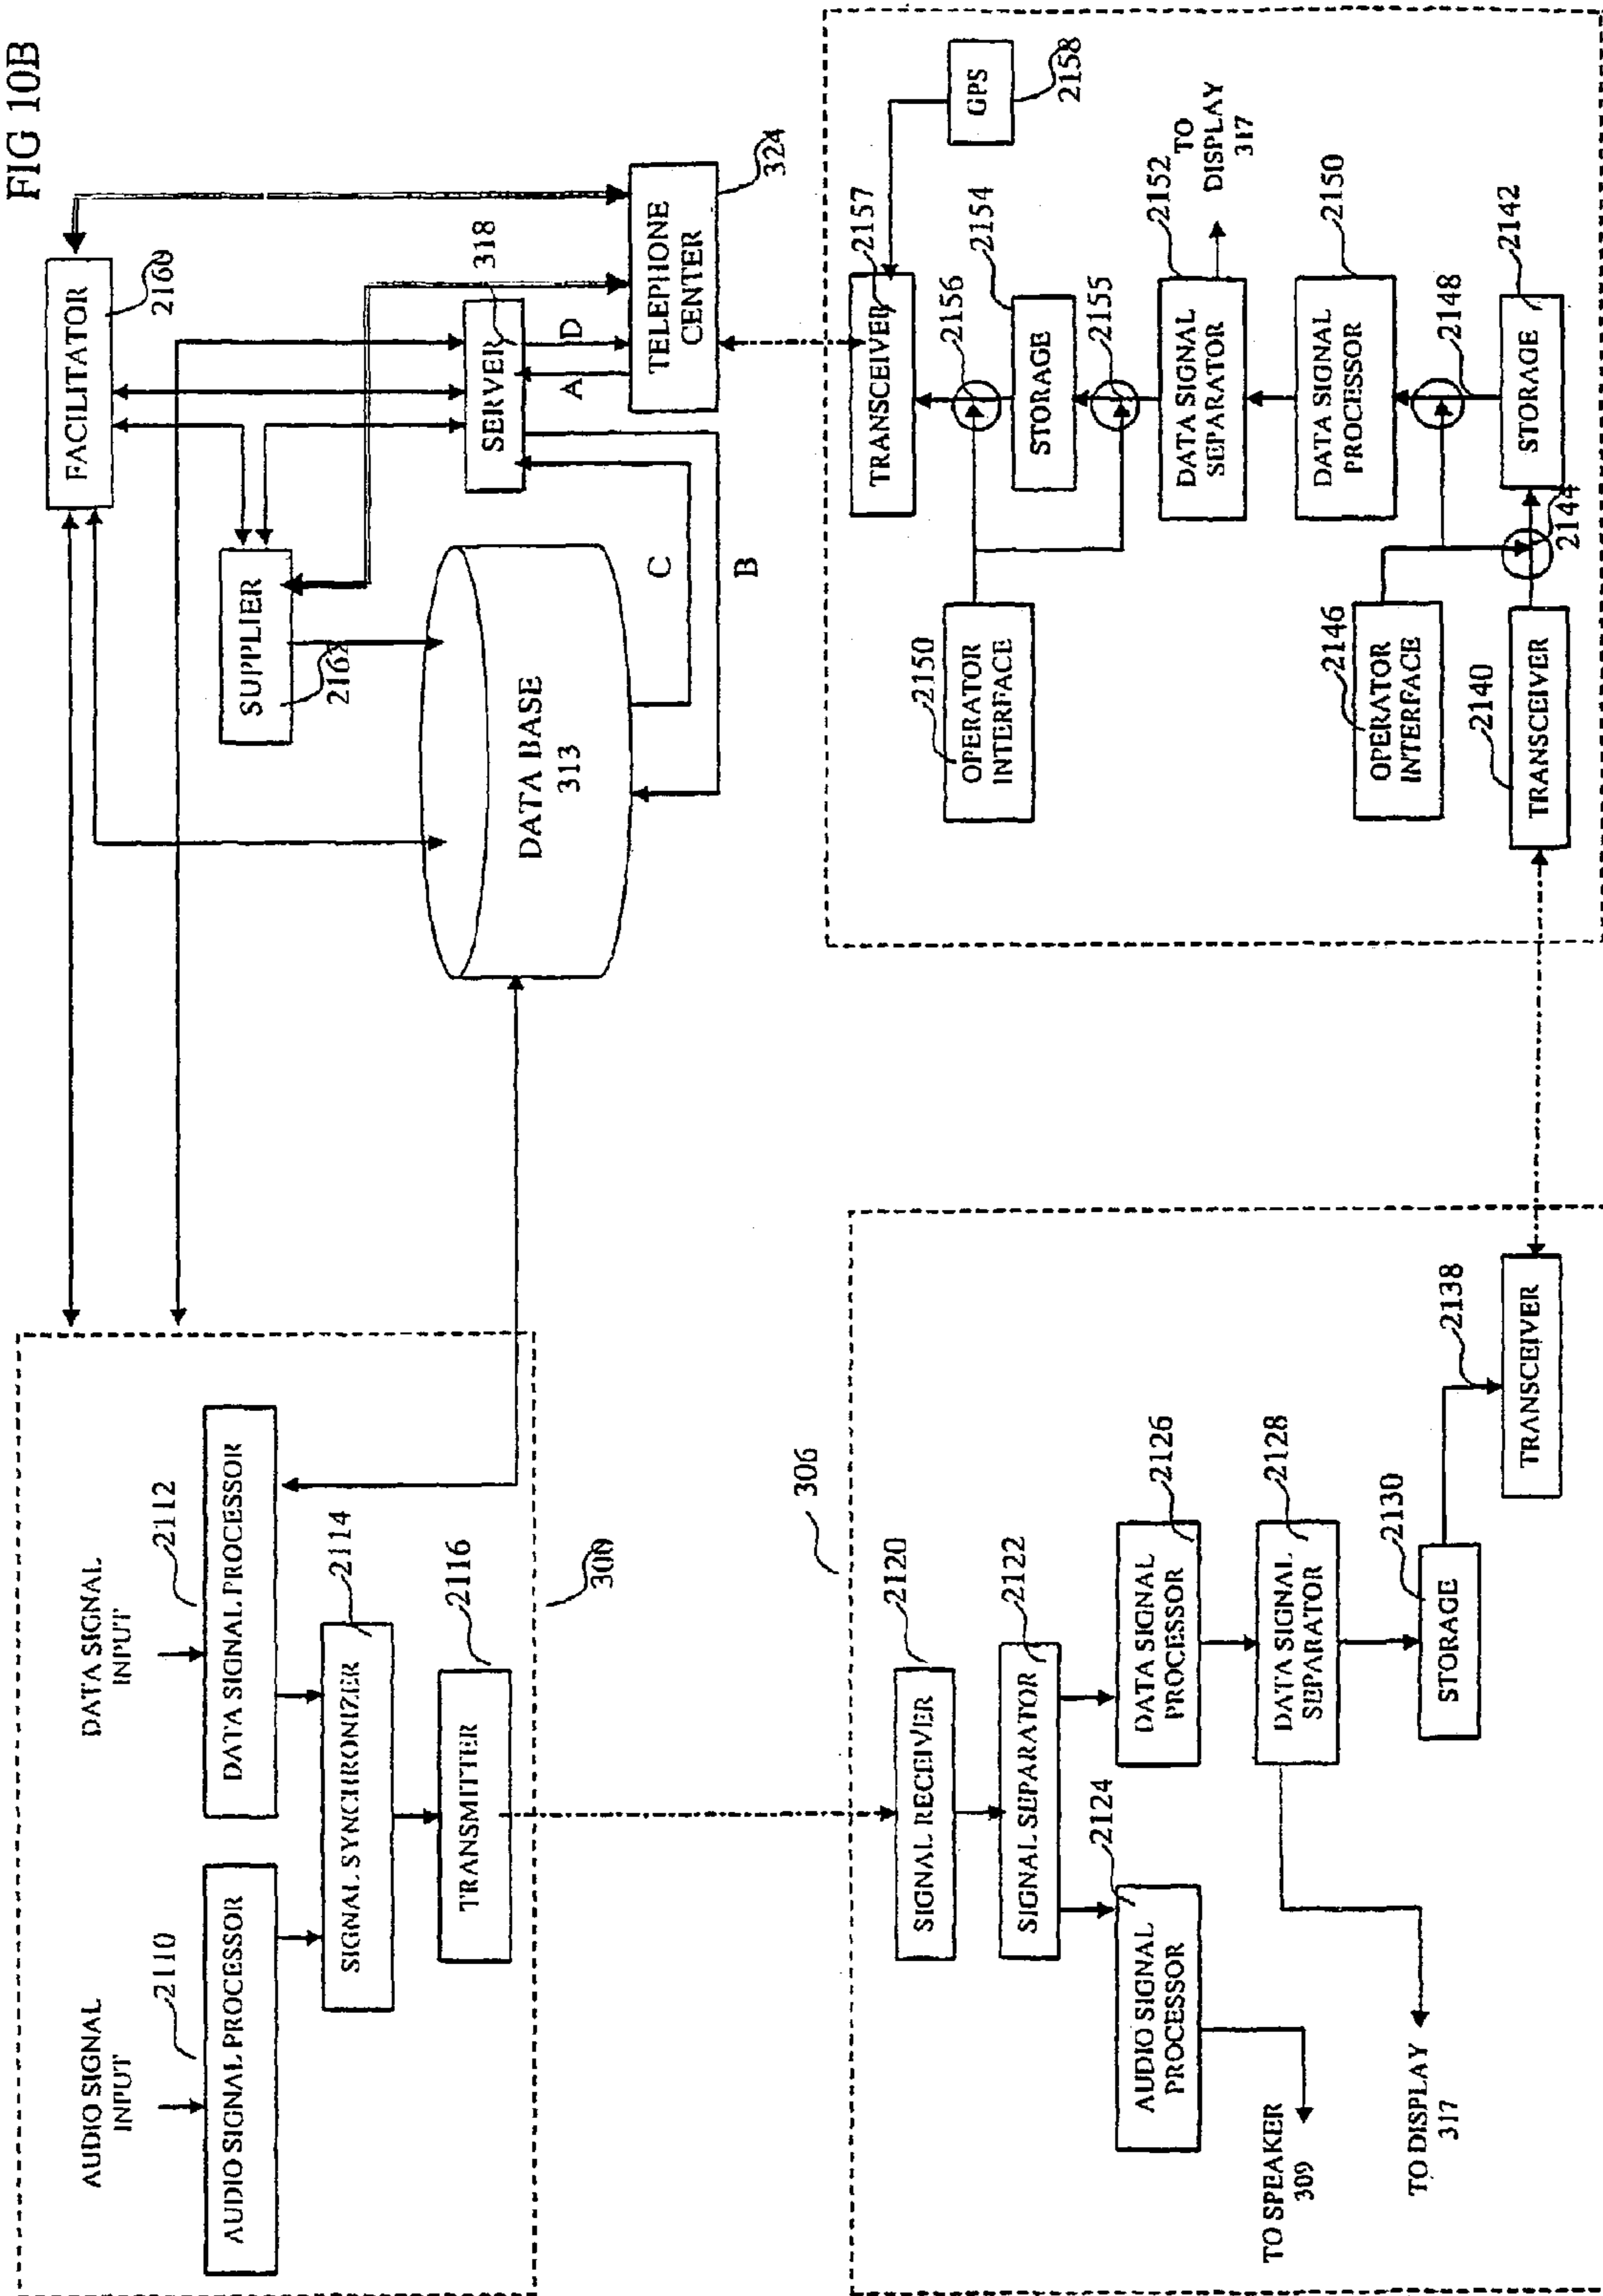 FIG 10B
AUDIO SIGNAL
INPUT
DATA SIGNAL
INPUT
2110
AUDIO SIGNAL PROCESSOR
2112
DATA SIGNAL PROCESSOR
2114
SIGNAL SYNCHRONIZER
2116
TRANSMITTER
300
FACILITATOR
2160
SUPPLIER
2162
DATA BASE
313
C
B
SERVER
318
A
D
TELEPHONE
CENTER
324
306
2120
SIGNAL RECEIVER
2122
SIGNAL SEPARATOR
2124
AUDIO SIGNAL
PROCESSOR
TO SPEAKER
309
2126
DATA SIGNAL
PROCESSOR
2128
DATA SIGNAL
SEPARATOR
TO DISPLAY
317
2130
STORAGE
2138
TRANSCEIVER
TRANSCEIVER
2157
GPS
2158
2156
2154
STORAGE
2155
2150
OPERATOR
INTERFACE
2152
DATA SIGNAL
SEPARATOR
TO
DISPLAY
317
2150
DATA SIGNAL
PROCESSOR
2148
2146
OPERATOR
INTERFACE
2142
STORAGE
2144
2140
TRANSCEIVER